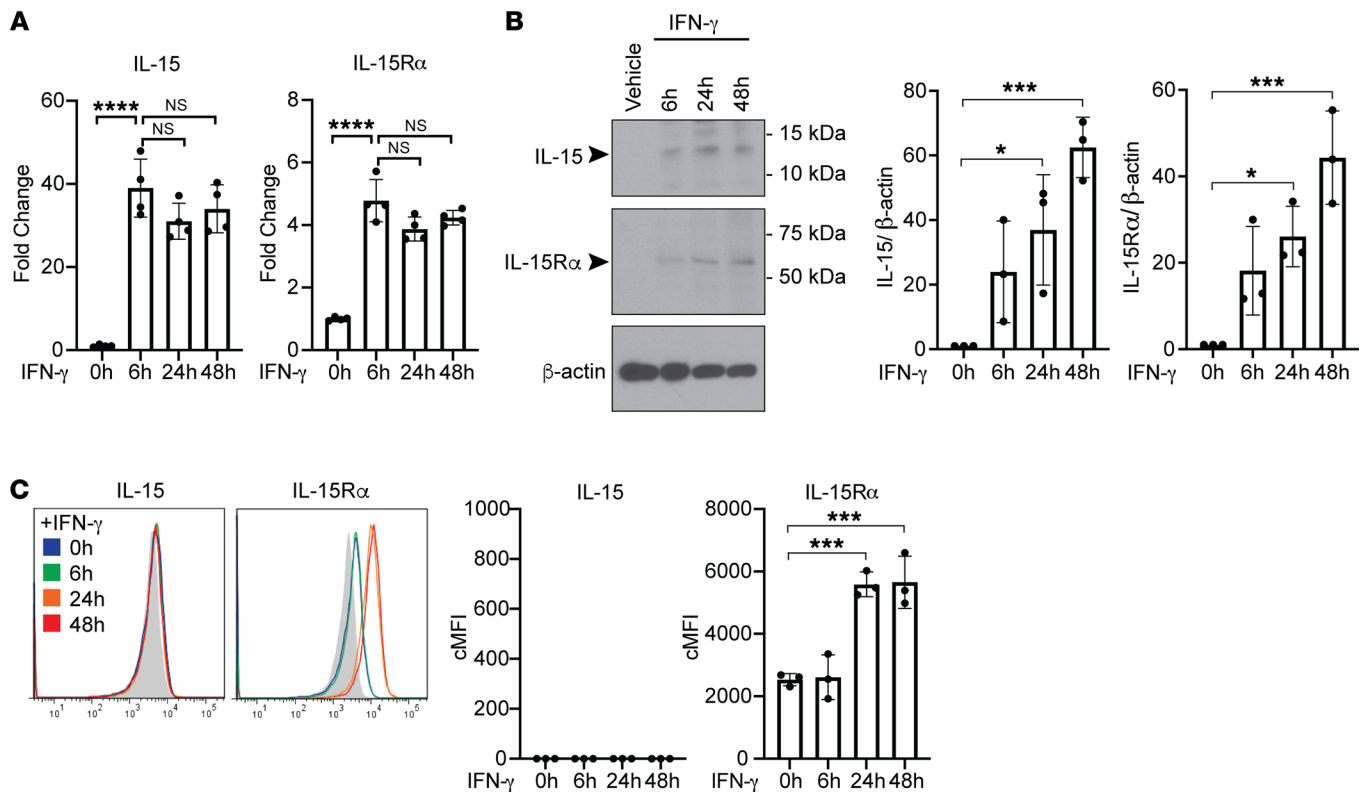 A
IL-15
Fold Change
60
40
20
0
****
NS
NS
IFN-γ 0h 6h 24h 48h
IL-15Rα
Fold Change
8
6
4
2
0
****
NS
NS
IFN-γ 0h 6h 24h 48h
B
IFN-γ
Vehicle 6h 24h 48h
IL-15
- 15 kDa
- 10 kDa
IL-15Rα
- 75 kDa
- 50 kDa
β-actin
IL-15/ β-actin
80
60
40
20
0
***
*
IFN-γ 0h 6h 24h 48h
IL-15Rα/ β-actin
60
40
20
0
***
*
IFN-γ 0h 6h 24h 48h
C
IL-15
+IFN-γ
0h
6h
24h
48h
10¹ 10² 10³ 10⁴ 10⁵
IL-15Rα
10¹ 10² 10³ 10⁴ 10⁵
IL-15
cMFI
1000
800
600
400
200
0
IFN-γ 0h 6h 24h 48h
IL-15Rα
cMFI
8000
6000
4000
2000
0
***
***
IFN-γ 0h 6h 24h 48h